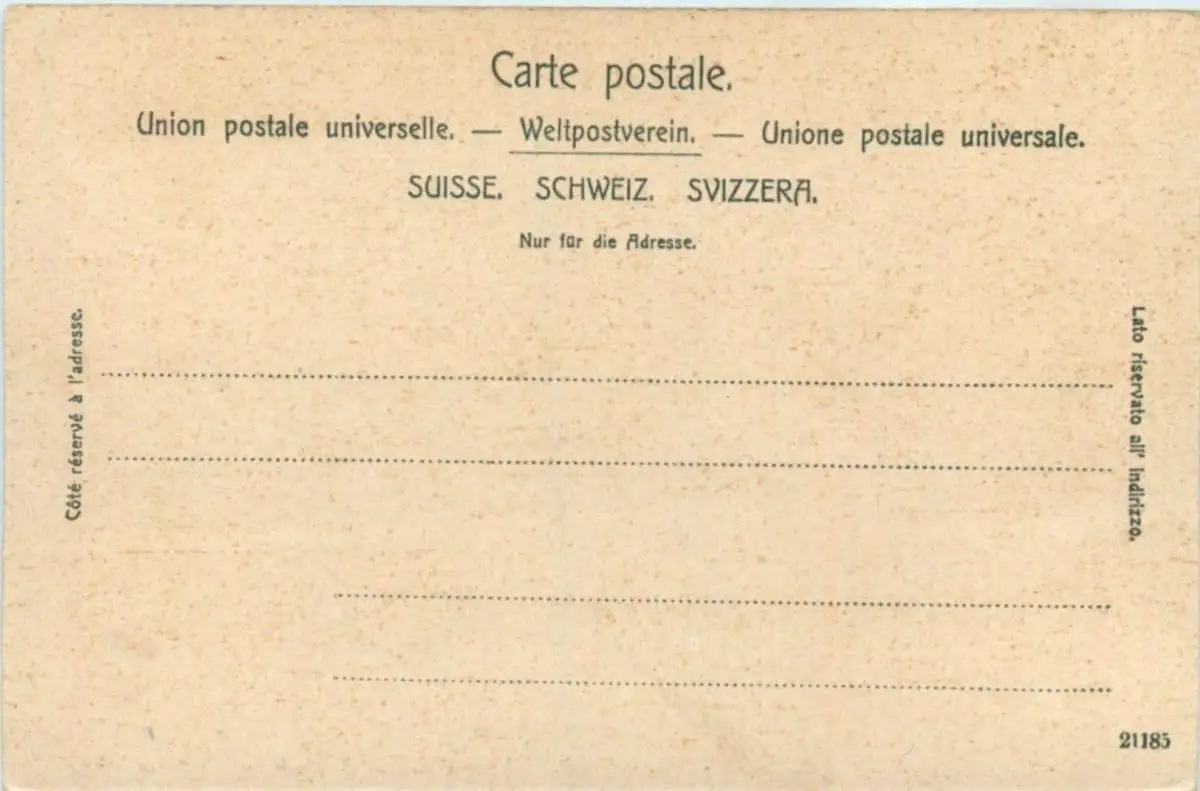 Carte postale.
Union postale universelle. — Weltpostverein. — Unione postale universale.
SUISSE. SCHWEIZ. SVIZZERA.
Nur für die Adresse.
Côté réservé à l'adresse.
Lato riservato all' indirizzo.
21185